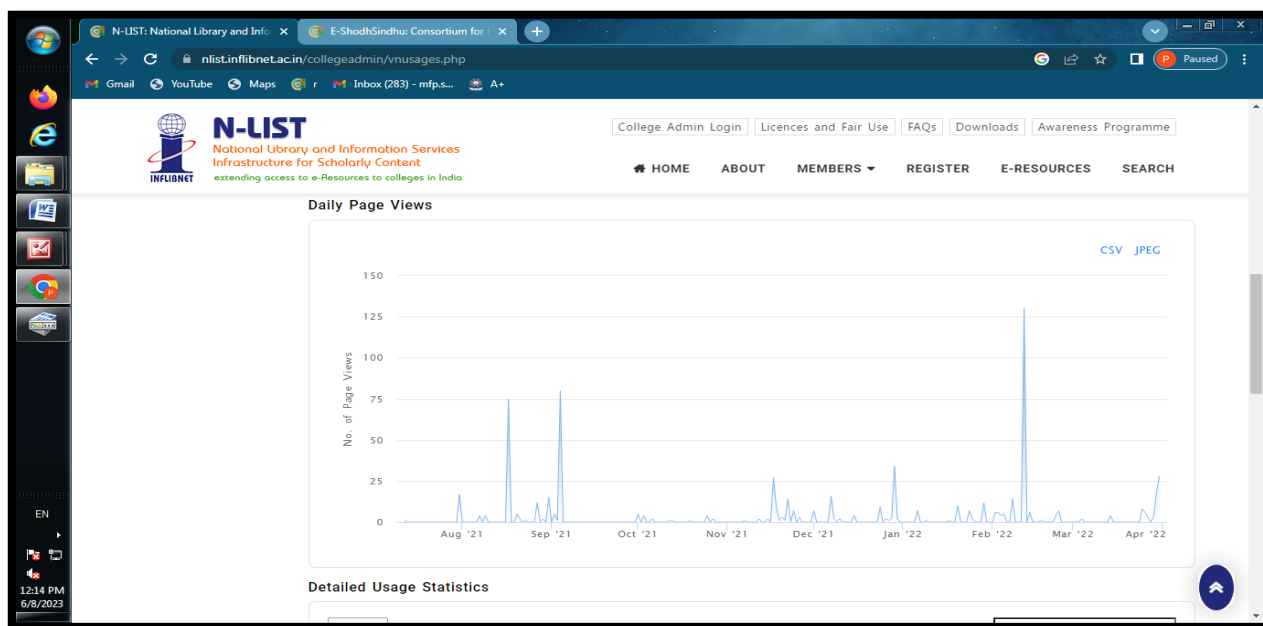 N-LIST: National Library and Info
E-ShodhSindhu: Consortium for
nlist.inflibnet.ac.in/collegeadmin/vnusages.php
P Paused
Gmail YouTube Maps r Inbox (283) - mfp.s... A+
INFLIBNET
N-LIST
National Library and Information Services
Infrastructure for Scholarly Content
extending access to e-Resources to colleges in India
College Admin Login Licences and Fair Use FAQs Downloads Awareness Programme
HOME ABOUT MEMBERS REGISTER E-RESOURCES SEARCH
Daily Page Views
CSV JPEG
No. of Page Views
150
125
100
75
50
25
0
Aug '21 Sep '21 Oct '21 Nov '21 Dec '21 Jan '22 Feb '22 Mar '22 Apr '22
Detailed Usage Statistics
EN
12:14 PM
6/8/2023